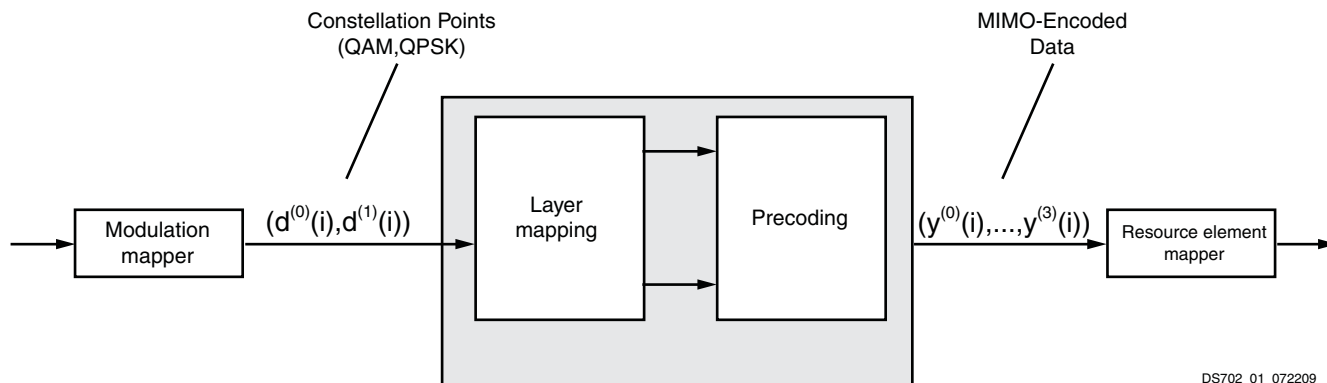 Constellation Points
(QAM,QPSK)
MIMO-Encoded
Data
Modulation
mapper
(d(0)(i),d(1)(i))
Layer
mapping
Precoding
(y(0)(i),...,y(3)(i))
Resource element
mapper
DS702_01_072209